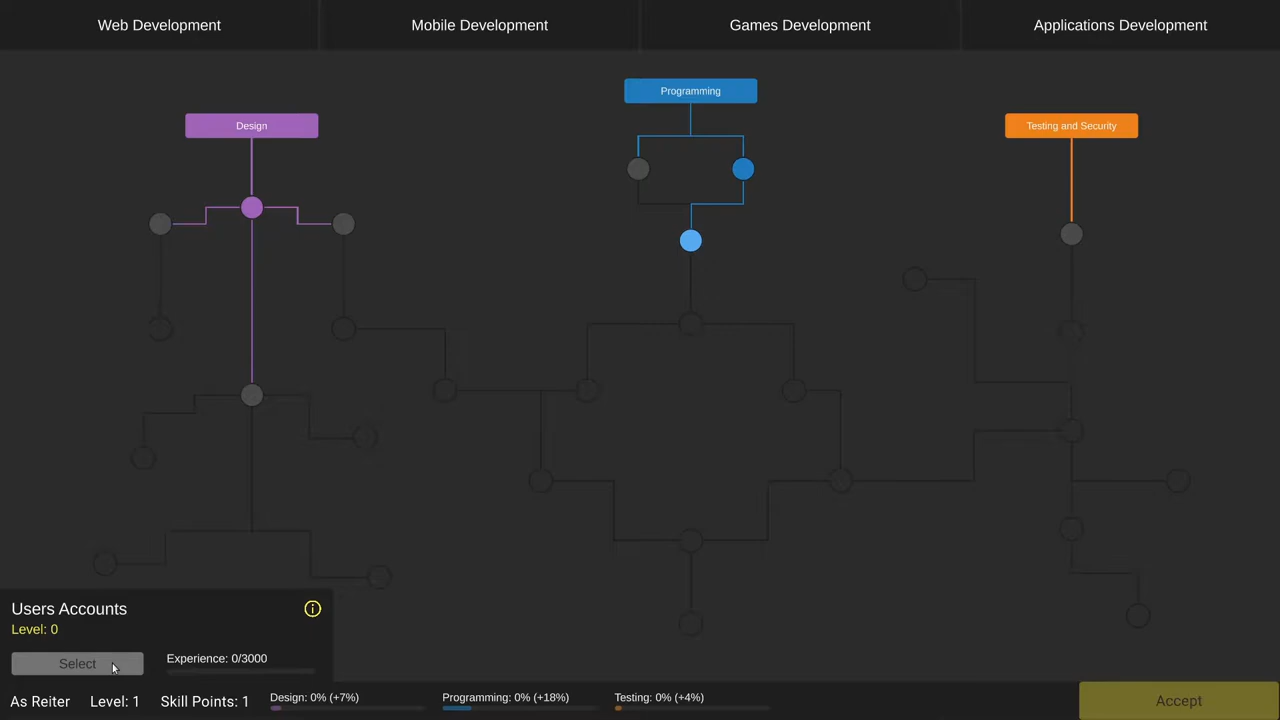 Web Development
Mobile Development
Games Development
Applications Development
Programming
Design
Testing and Security
Users Accounts
Level: 0
Select
Experience: 0/3000
As Reiter
Level: 1
Skill Points: 1
Design: 0% (+7%)
Programming: 0% (+18%)
Testing: 0% (+4%)
Accept